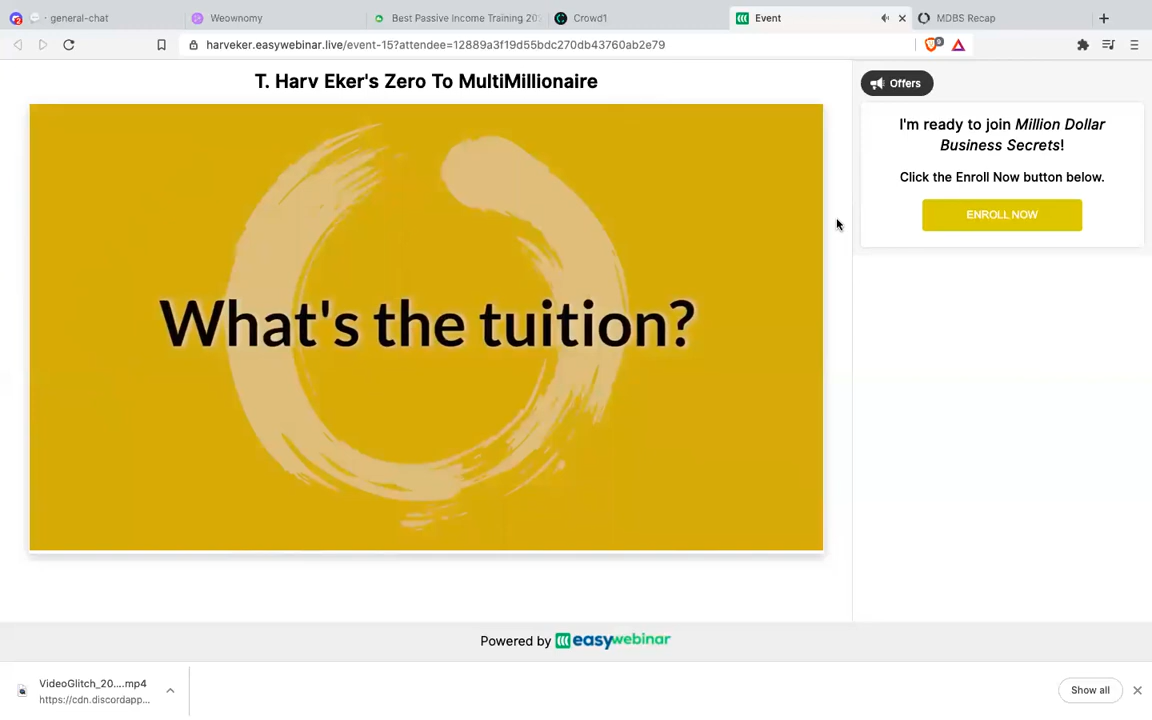 general-chat
Weownomy
Best Passive Income Training 20
Crowd1
Event
MDBS Recap
harveker.easywebinar.live/event-15?attendee=12889a3f19d55bdc270db43760ab2e79
T. Harv Eker's Zero To MultiMillionaire
What's the tuition?
Offers
I'm ready to join Million Dollar
Business Secrets!
Click the Enroll Now button below.
ENROLL NOW
Powered by easywebinar
VideoGlitch_20....mp4
https://cdn.discordapp...
Show all